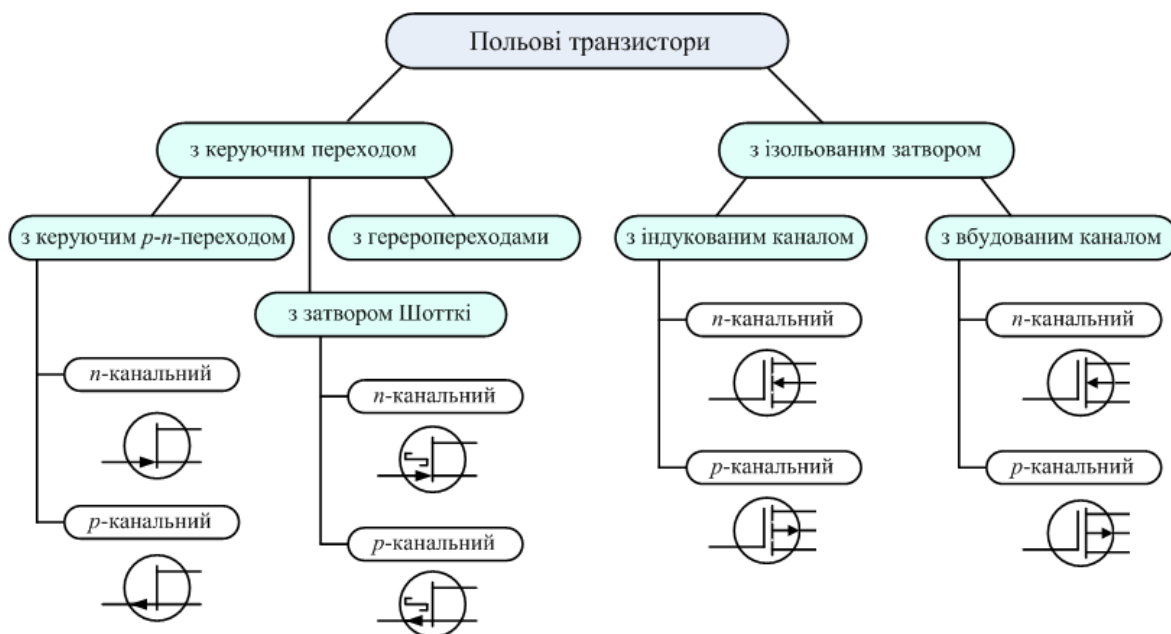 Польові транзистори
з керуючим переходом
з ізольованим затвором
з керуючим p-n-переходом
з герeропереходами
з індукованим каналом
з вбудованим каналом
з затвором Шотткі
n-канальний
n-канальний
p-канальний
p-канальний
n-канальний
n-канальний
p-канальний
p-канальний